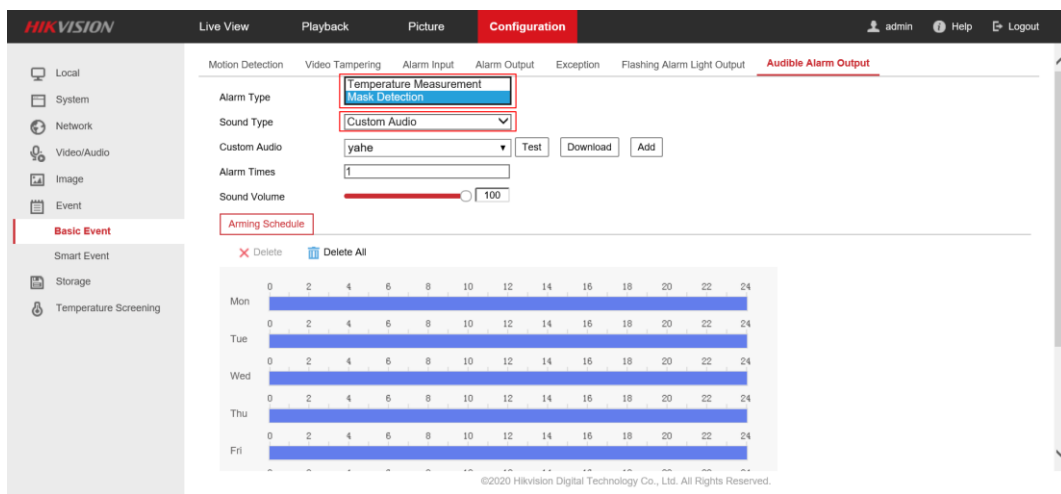 HIKVISION Live View Playback Picture Configuration admin Help Logout
Local
System
Network
Video/Audio
Image
Event
Basic Event
Smart Event
Storage
Temperature Screening
Motion Detection Video Tampering Alarm Input Alarm Output Exception Flashing Alarm Light Output Audible Alarm Output
Temperature Measurement
Alarm Type Mask Detection
Sound Type Custom Audio
Custom Audio yahe Test Download Add
Alarm Times 1
Sound Volume 100
Arming Schedule
Delete Delete All
0 2 4 6 8 10 12 14 16 18 20 22 24
Mon
0 2 4 6 8 10 12 14 16 18 20 22 24
Tue
0 2 4 6 8 10 12 14 16 18 20 22 24
Wed
0 2 4 6 8 10 12 14 16 18 20 22 24
Thu
0 2 4 6 8 10 12 14 16 18 20 22 24
Fri
©2020 Hikvision Digital Technology Co., Ltd. All Rights Reserved.